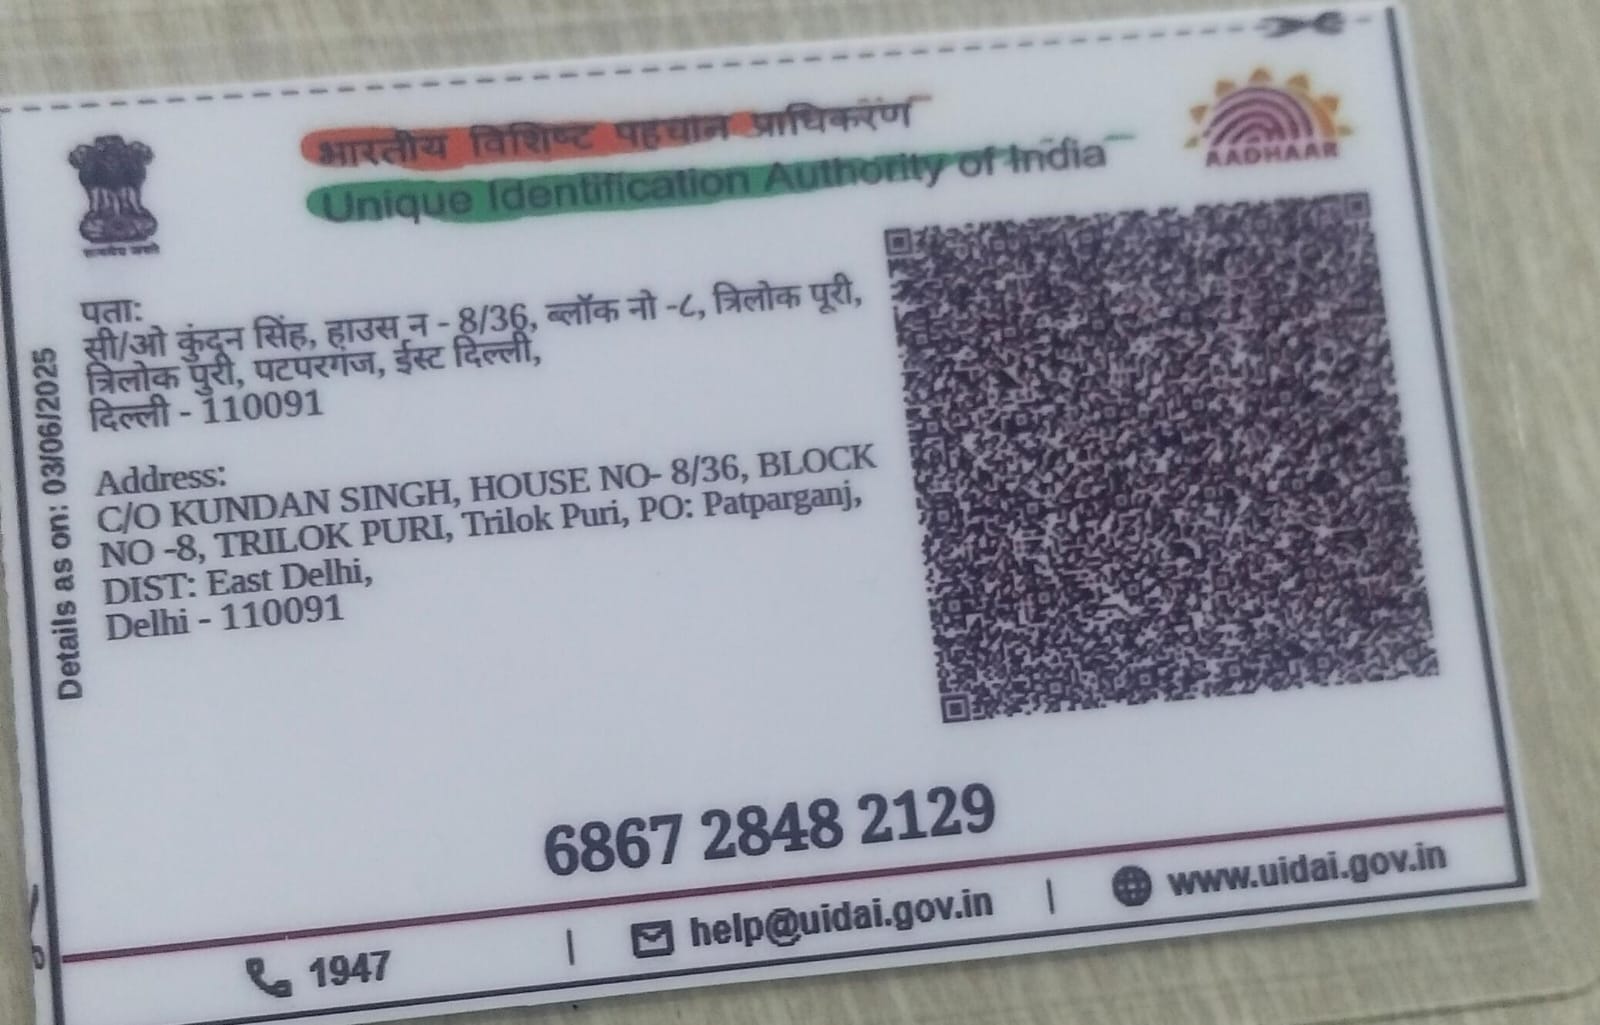 भारतीय विशिष्ट पहचान प्राधिकरण
Unique Identification Authority of India
AADHAAR
सत्यमेव जयते
पता:
सी/ओ कुंदन सिंह, हाउस न - 8/36, ब्लॉक नो -८, त्रिलोक पूरी,
त्रिलोक पुरी, पटपरगंज, ईस्ट दिल्ली,
दिल्ली - 110091
Address:
C/O KUNDAN SINGH, HOUSE NO- 8/36, BLOCK
NO -8, TRILOK PURI, Trilok Puri, PO: Patparganj,
DIST: East Delhi,
Delhi - 110091
Details as on: 03/06/2025
6867 2848 2129
1947 | help@uidai.gov.in | www.uidai.gov.in